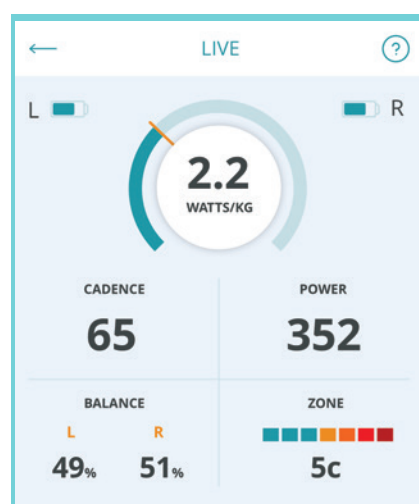 LIVE
?
L
R
2.2
WATTS/KG
CADENCE
POWER
65
352
BALANCE
ZONE
L
R
49%
51%
5c